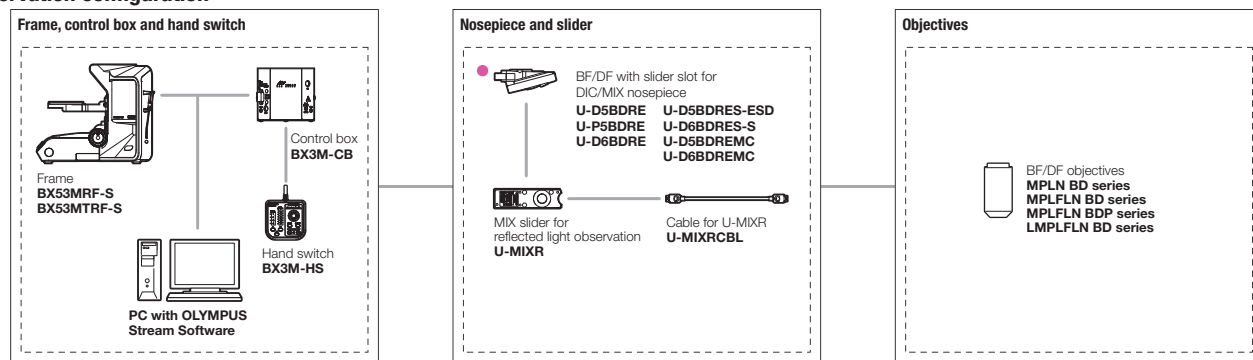 Frame, control box and hand switch
Control box
BX3M-CB
Frame
BX53MRF-S
BX53MTRF-S
Hand switch
BX3M-HS
PC with OLYMPUS
Stream Software
Nosepiece and slider
BF/DF with slider slot for
DIC/MIX nosepiece
U-D5BDRE U-D5BDRES-ESD
U-P5BDRE U-D6BDRES-S
U-D6BDRE U-D5BDREMC
U-D6BDREMC
MIX slider for
reflected light observation
U-MIXR
Cable for U-MIXR
U-MIXRCBL
Objectives
BF/DF objectives
MPLN BD series
MPLFLN BD series
MPLFLN BDP series
LMPLFLN BD series